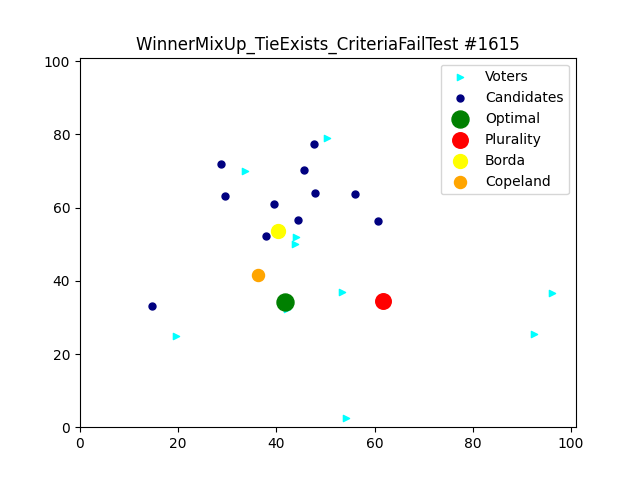 WinnerMixUp_TieExists_CriteriaFailTest #1615
100
80
60
40
20
0
0 20 40 60 80 100
Voters
Candidates
Optimal
Plurality
Borda
Copeland